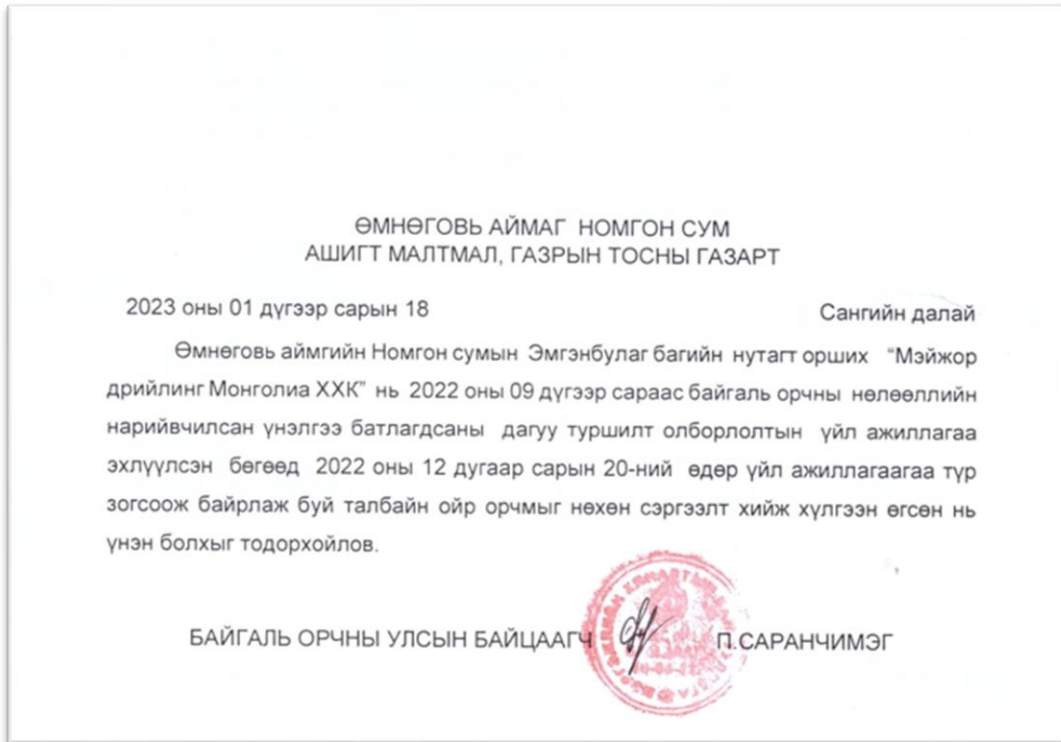 ӨМНӨГОВЬ АЙМАГ НОМГОН СУМ
АШИГТ МАЛТМАЛ, ГАЗРЫН ТОСНЫ ГАЗАРТ
2023 оны 01 дүгээр сарын 18 Сангийн далай
Өмнөговь аймгийн Номгон сумын Эмгэнбулаг багийн нутагт орших “Мэйжор
дрийлинг Монголиа ХХК” нь 2022 оны 09 дүгээр сараас байгаль орчны нөлөөллийн
нарийвчилсан үнэлгээ батлагдсаны дагуу туршилт олборлолтын үйл ажиллагаа
эхлүүлсэн бөгөөд 2022 оны 12 дугаар сарын 20-ний өдөр үйл ажиллагаагаа түр
зогсоож байрлаж буй талбайн ойр орчмыг нөхөн сэргээлт хийж хүлгээн өгсөн нь
үнэн болхыг тодорхойлов.
БАЙГАЛЬ ОРЧНЫ УЛСЫН БАЙЦААГЧ П.САРАНЧИМЭГ